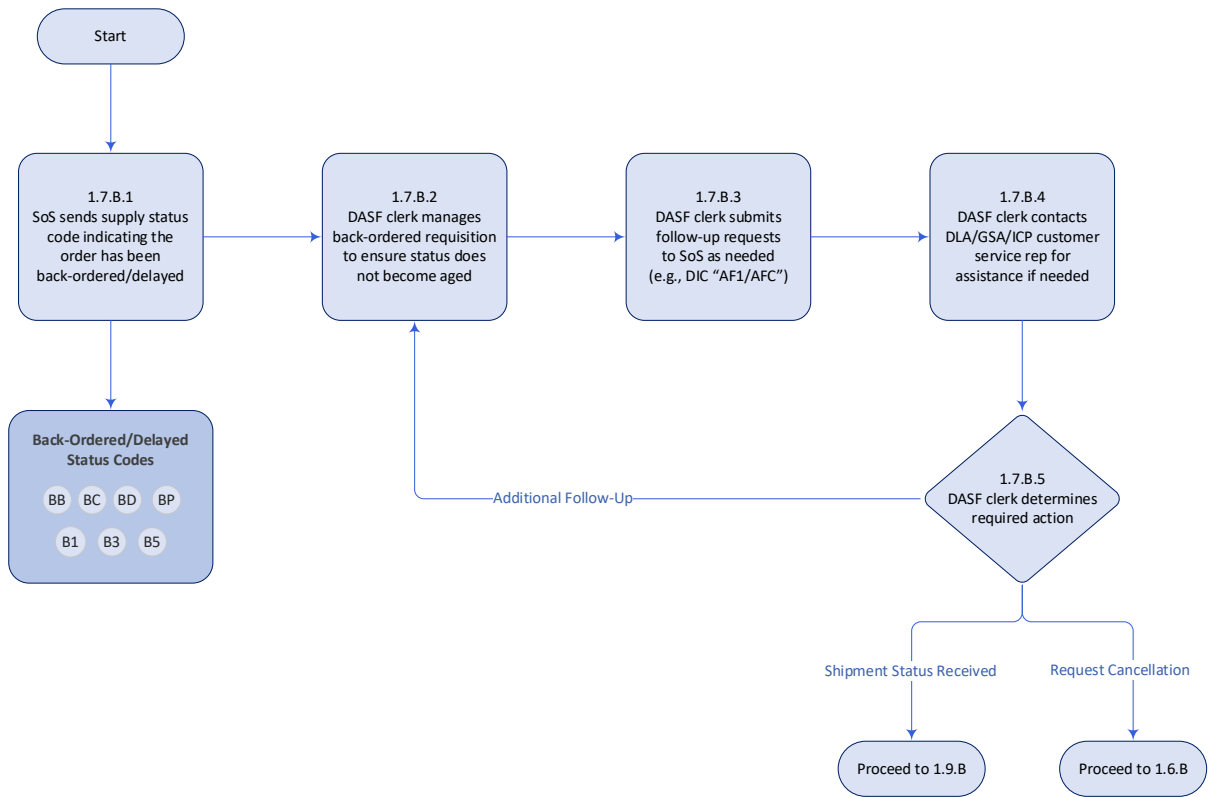 Start
1.7.B.1
SoS sends supply status
code indicating the
order has been
back-ordered/delayed
1.7.B.2
DASF clerk manages
back-ordered requisition
to ensure status does
not become aged
1.7.B.3
DASF clerk submits
follow-up requests
to SoS as needed
(e.g., DIC “AF1/AFC”)
1.7.B.4
DASF clerk contacts
DLA/GSA/ICP customer
service rep for
assistance if needed
Back-Ordered/Delayed
Status Codes
BB BC BD BP
B1 B3 B5
Additional Follow-Up
1.7.B.5
DASF clerk determines
required action
Shipment Status Received
Request Cancellation
Proceed to 1.9.B
Proceed to 1.6.B